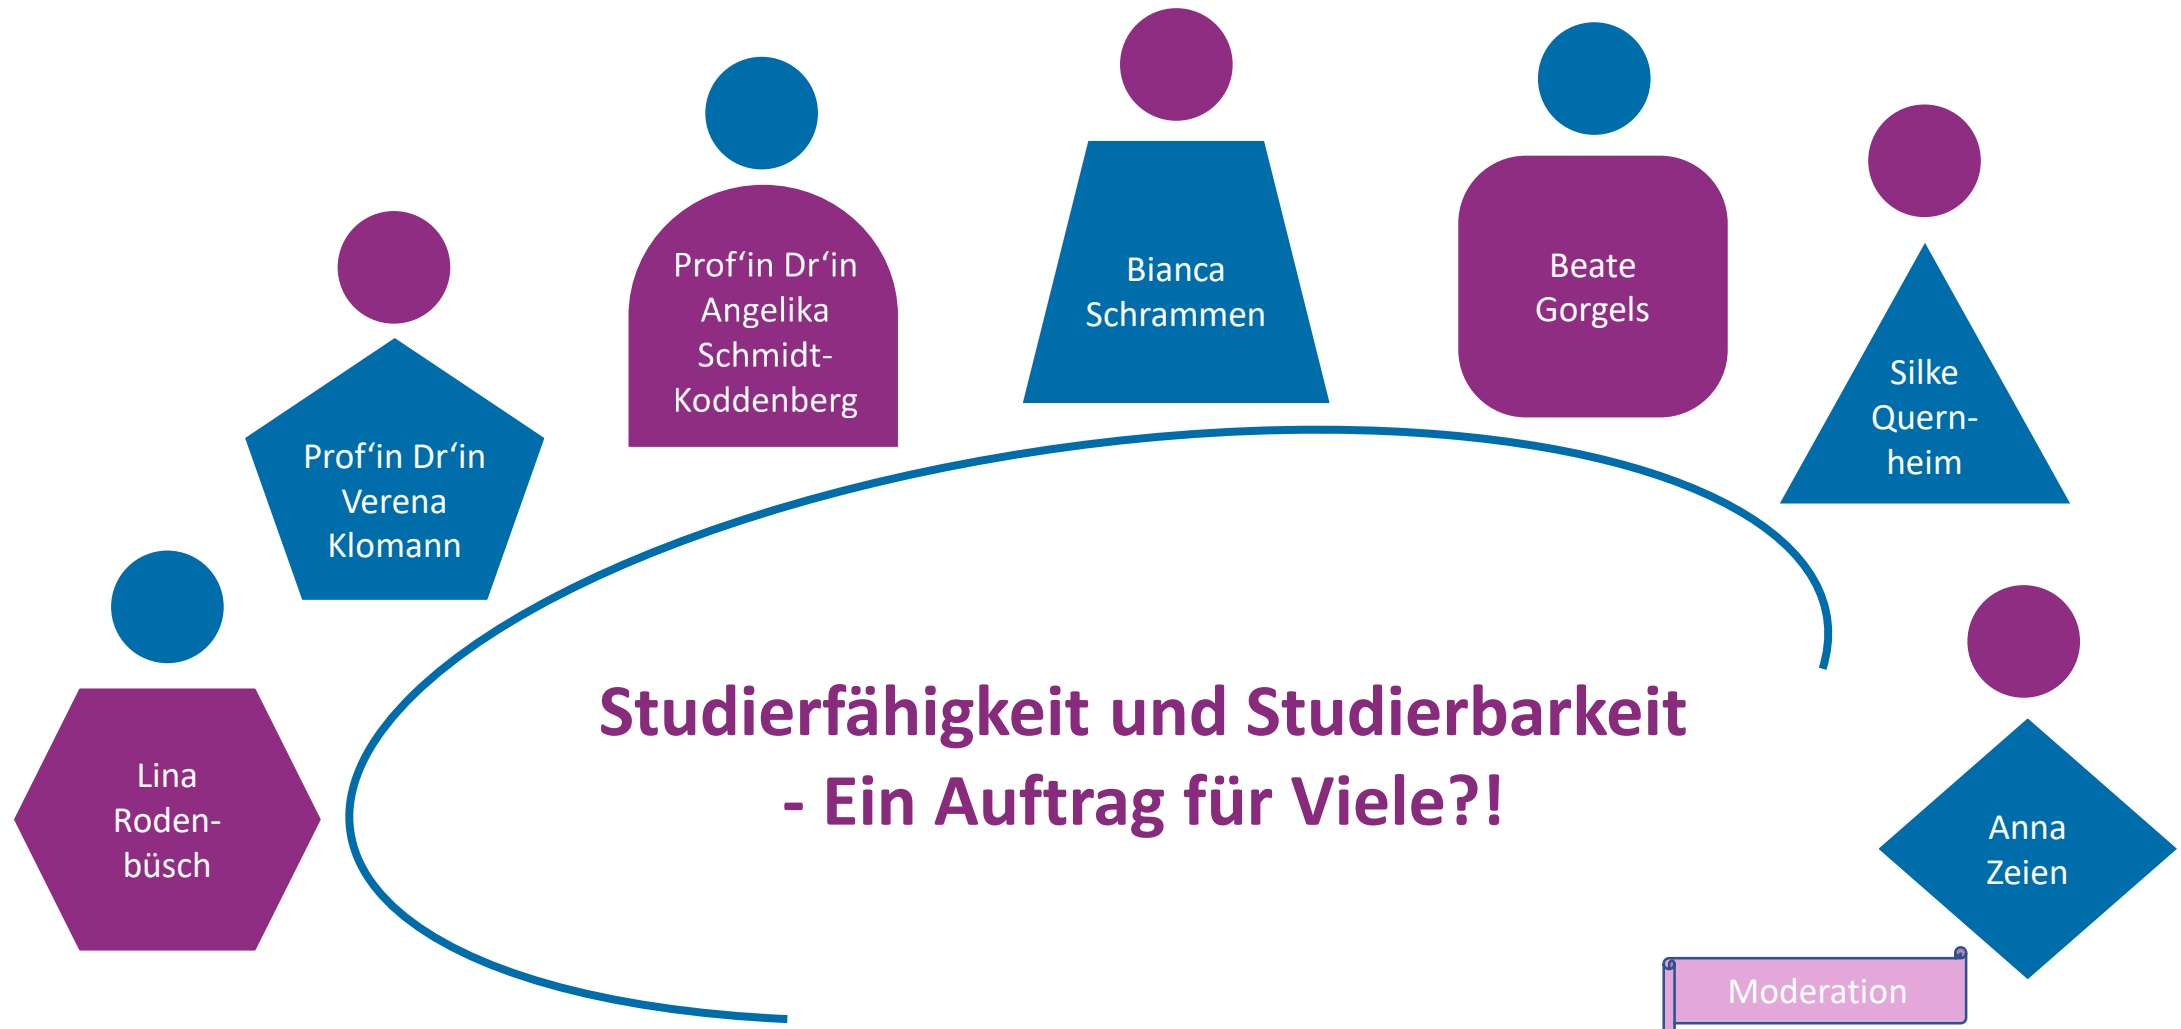 Prof‘in Dr‘in
Angelika
Schmidt-
Koddenberg
Bianca
Schrammen
Beate
Gorgels
Silke
Quern-
heim
Prof‘in Dr‘in
Verena
Klomann
Lina
Roden-
büsch
Studierfähigkeit und Studierbarkeit
- Ein Auftrag für Viele?!
Anna
Zeien
Moderation